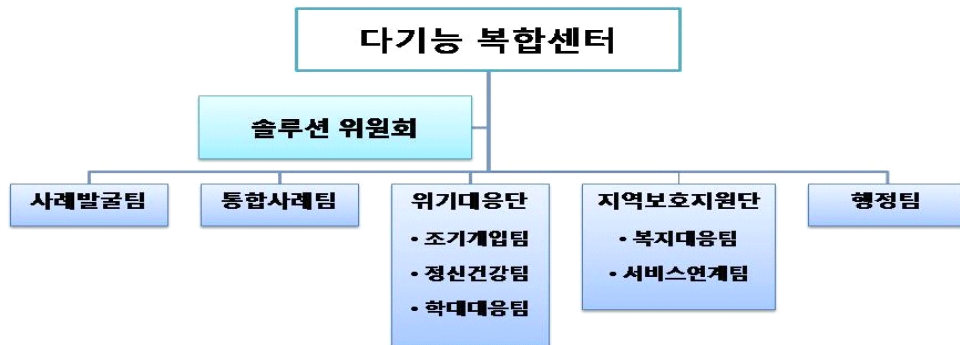 다기능 복합센터
솔루션 위원회
사례발굴팀
통합사례팀
위기대응단
• 조기개입팀
• 정신건강팀
• 학대대응팀
지역보호지원단
• 복지대응팀
• 서비스연계팀
행정팀